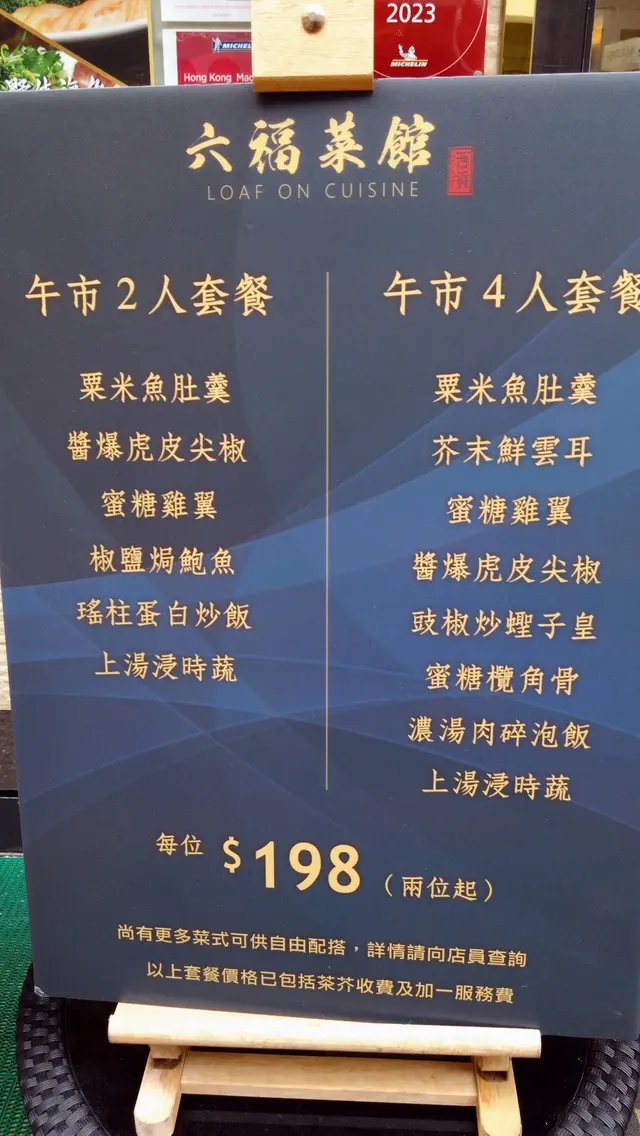 2023
MICHELIN
MICHEL
Hong Kong Mac
六福菜館
LOAF ON CUISINE
午市2人套餐
粟米魚肚羹
醬爆虎皮尖椒
蜜糖雞翼
椒鹽焗鮑魚
瑤柱蛋白炒飯
上湯浸時蔬
午市4人套餐
粟米魚肚羹
芥末鮮雲耳
蜜糖雞翼
醬爆虎皮尖椒
豉椒炒蟶子皇
蜜糖欖角骨
濃湯肉碎泡飯
上湯浸時蔬
每位 $198 （兩位起）
尚有更多菜式可供自由配搭，詳情請向店員查詢
以上套餐價格已包括茶芥收費及加一服務費